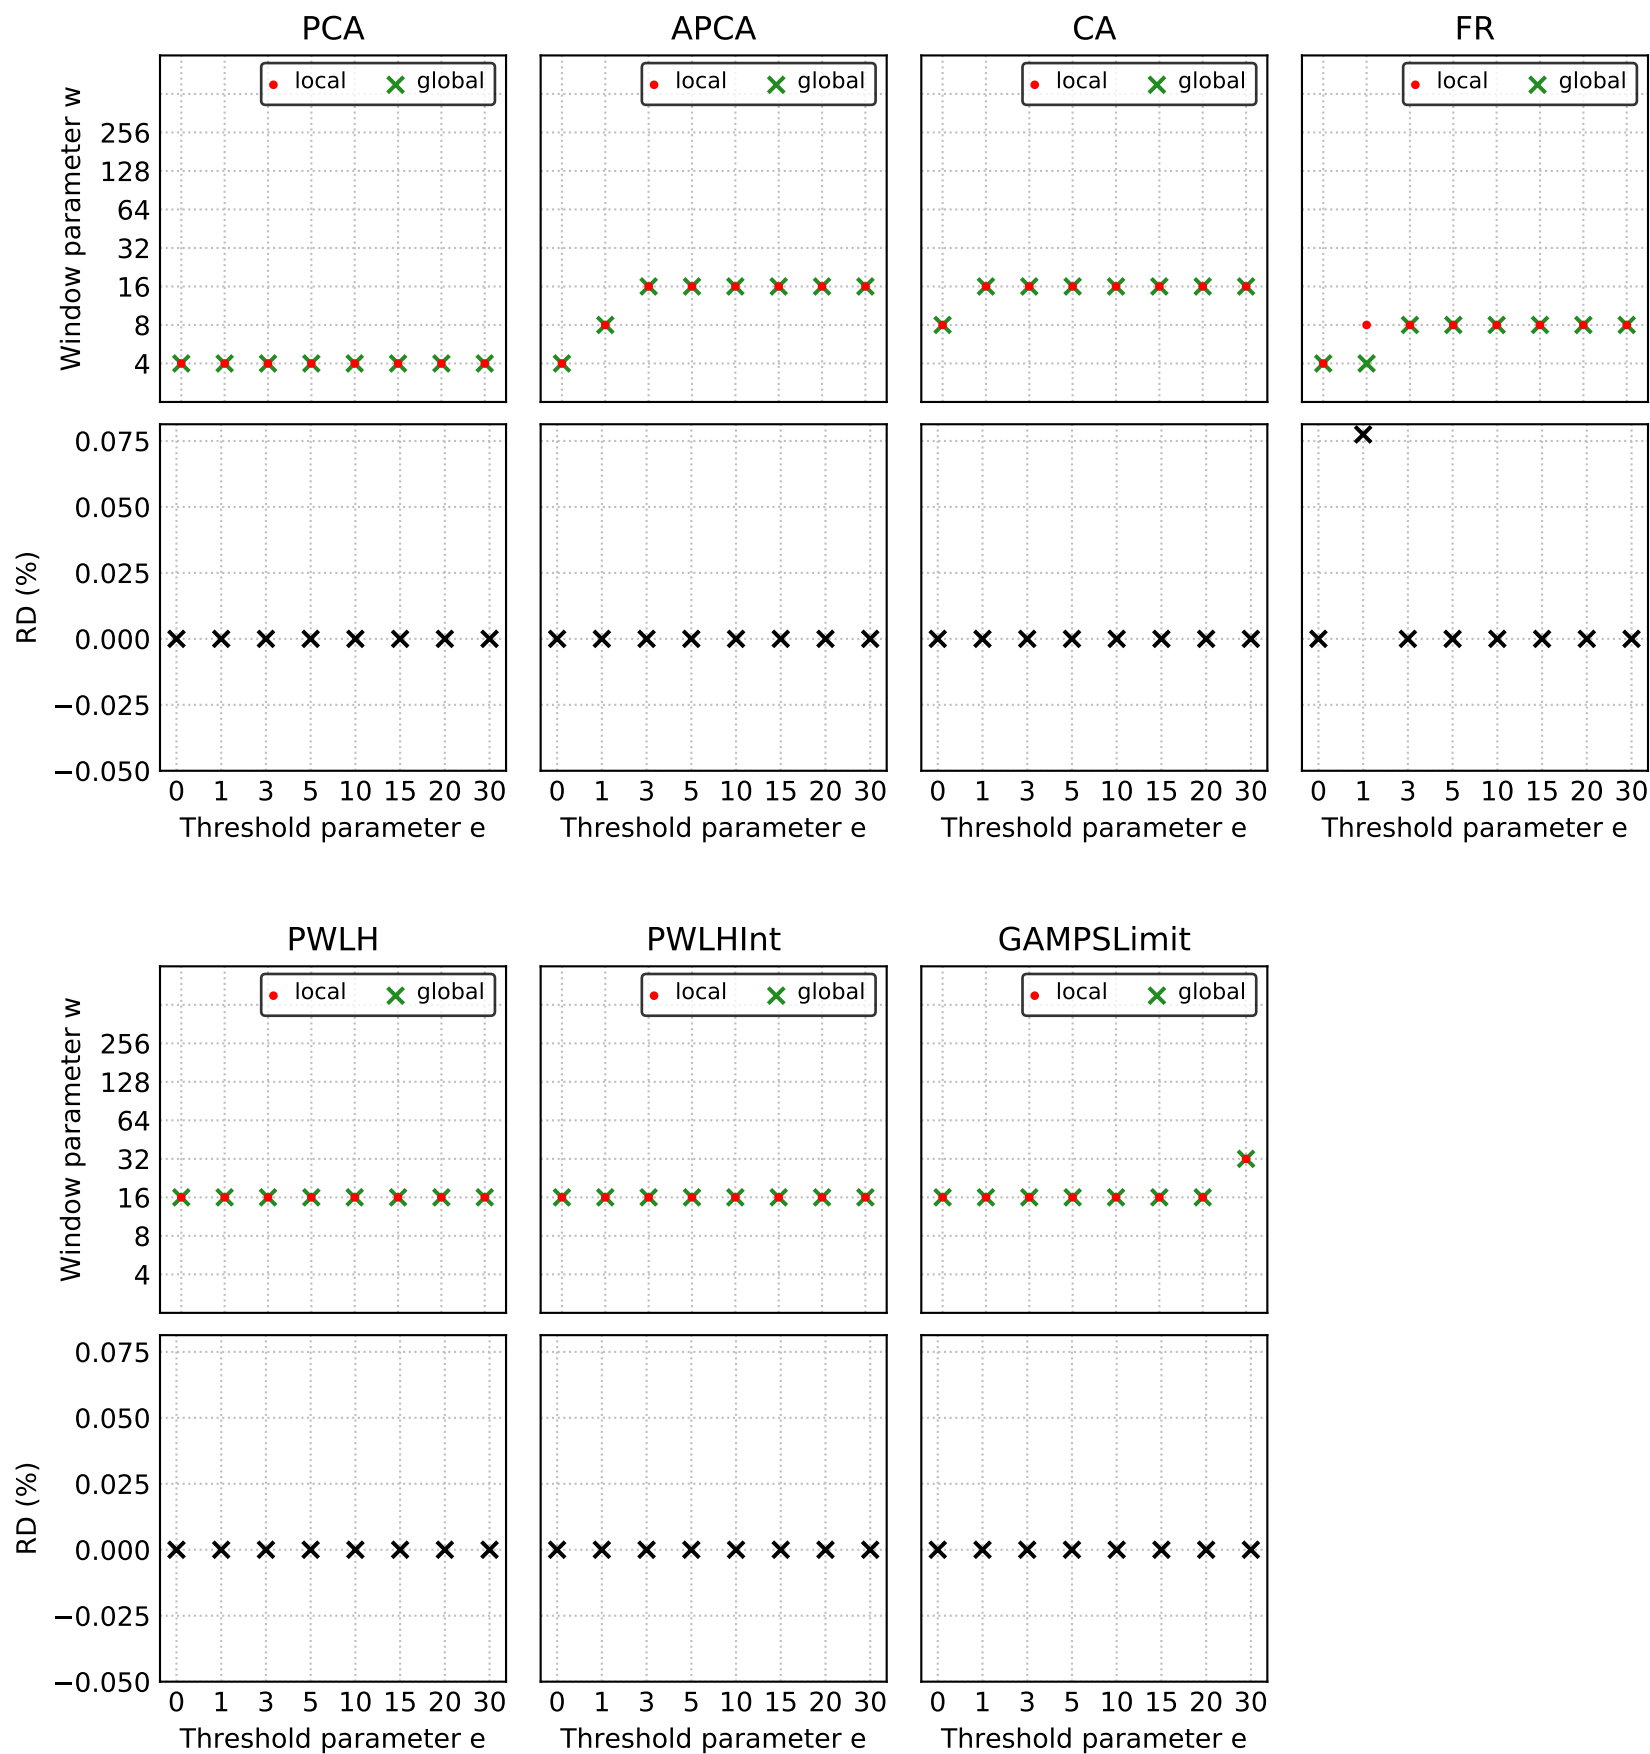 PCA APCA CA FR
local global local global local global local global
Window parameter w
256
128
64
32
16
8
4
RD (%)
0.075
0.050
0.025
0.000
−0.025
−0.050
0 1 3 5 10 15 20 30 0 1 3 5 10 15 20 30 0 1 3 5 10 15 20 30 0 1 3 5 10 15 20 30
Threshold parameter e Threshold parameter e Threshold parameter e Threshold parameter e
PWLH PWLHInt GAMPSLimit
local global local global local global
Window parameter w
256
128
64
32
16
8
4
RD (%)
0.075
0.050
0.025
0.000
−0.025
−0.050
0 1 3 5 10 15 20 30 0 1 3 5 10 15 20 30 0 1 3 5 10 15 20 30
Threshold parameter e Threshold parameter e Threshold parameter e